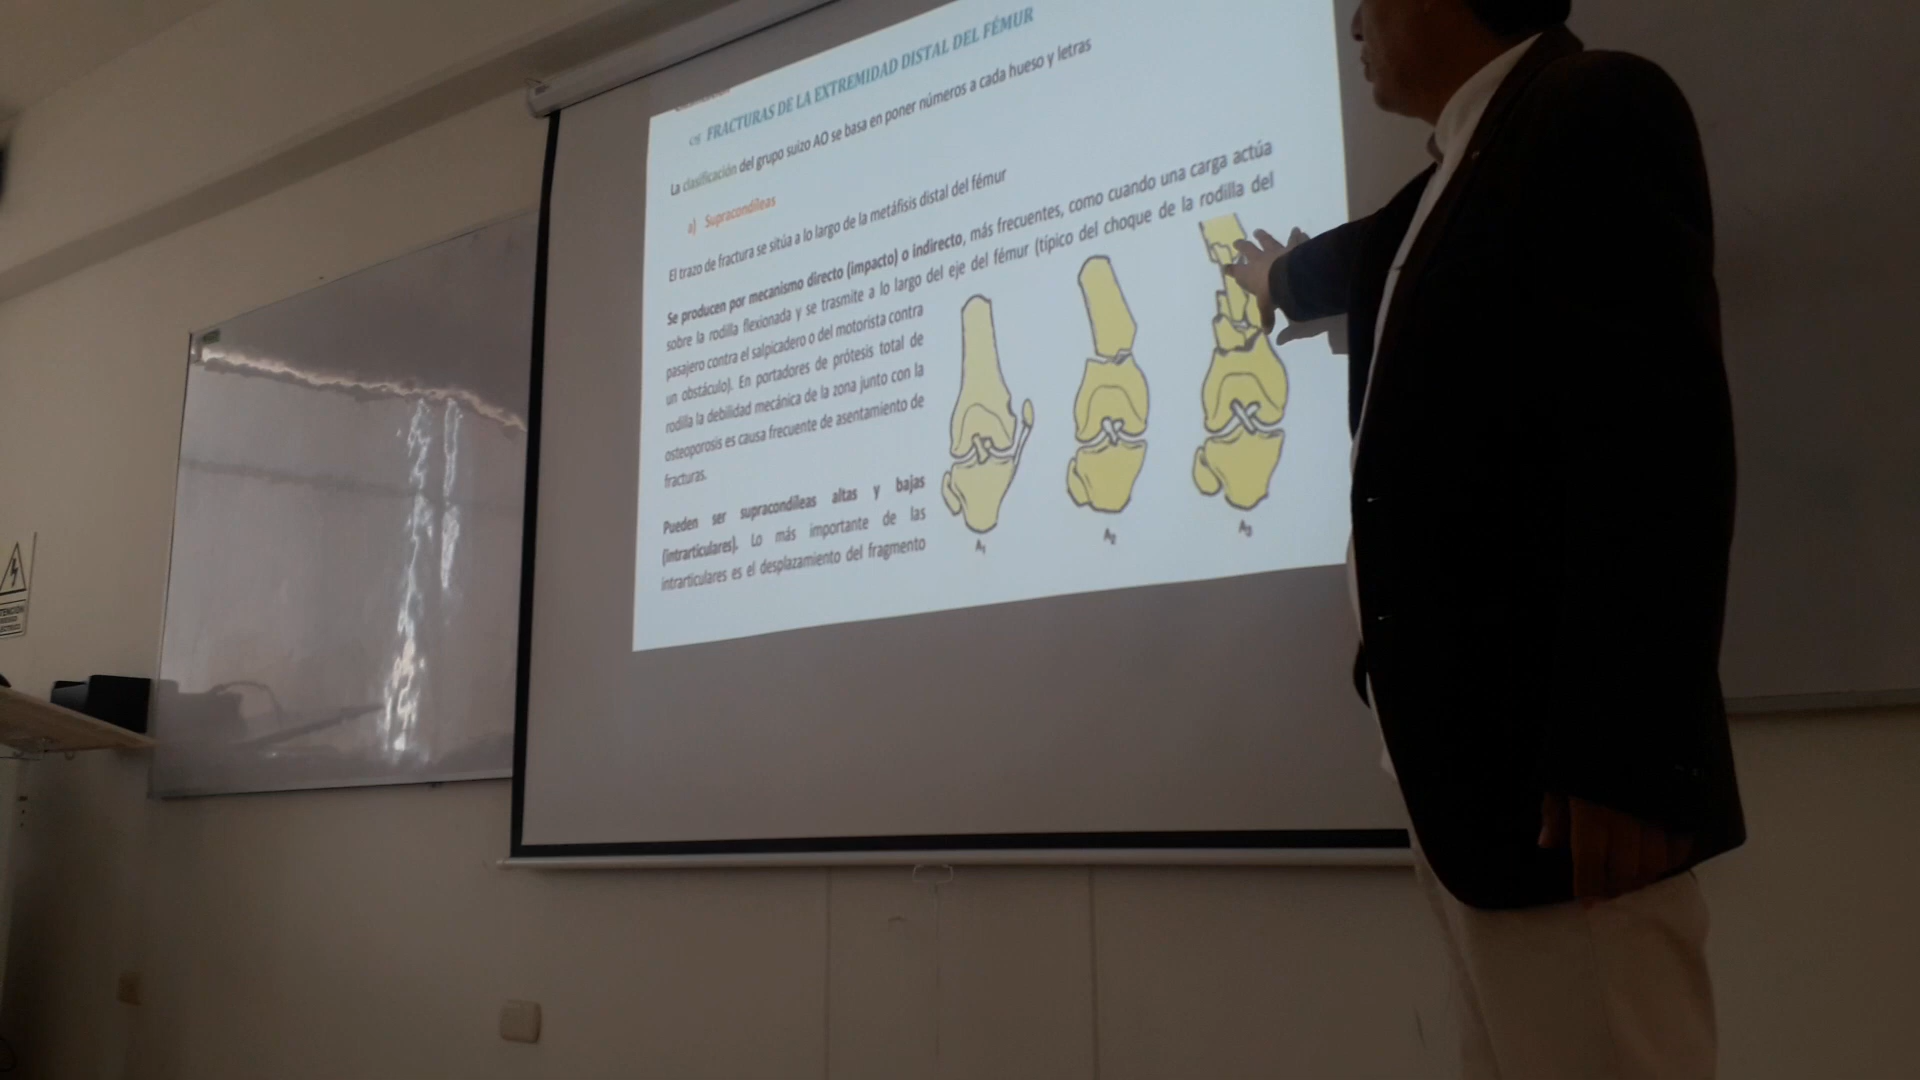 FRACTURAS DE LA EXTREMIDAD DISTAL DEL FÉMUR
La clasificación del grupo suizo AO se basa en poner números a cada hueso y letras
a) Supracondíleas
El trazo de fractura se sitúa a lo largo de la metáfisis distal del fémur
Se producen por mecanismo directo (impacto) o indirecto, más frecuentes, como cuando una carga actúa
sobre la rodilla flexionada y se trasmite a lo largo del eje del fémur (típico del choque de la rodilla del
pasajero contra el salpicadero o del motorista contra
un obstáculo). En portadores de prótesis total de
rodilla la debilidad mecánica de la zona junto con la
osteoporosis es causa frecuente de asentamiento de
fracturas.
Pueden ser supracondíleas altas y bajas
(intrarticulares). Lo más importante de las
intrarticulares es el desplazamiento del fragmento
A1
A2
A3